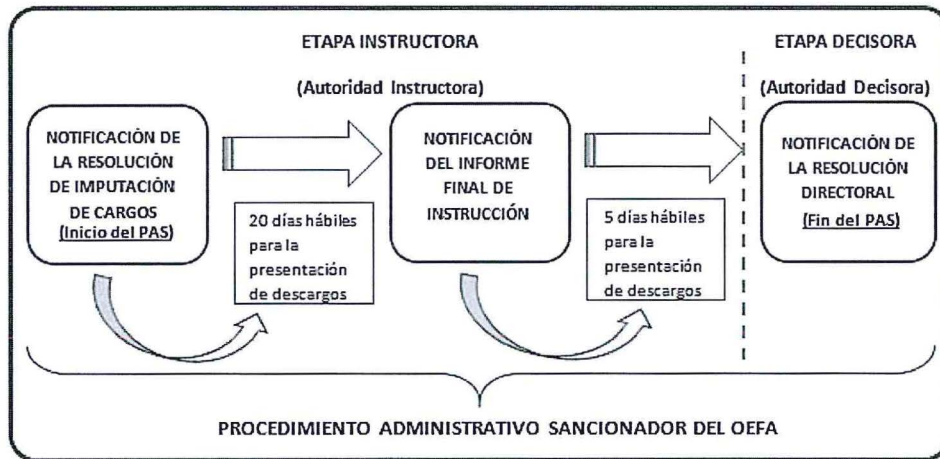 ETAPA INSTRUCTORA
(Autoridad Instructora)
ETAPA DECISORA
(Autoridad Decisora)
NOTIFICACIÓN DE
LA RESOLUCIÓN
DE IMPUTACIÓN
DE CARGOS
(Inicio del PAS)
20 días hábiles
para la
presentación
de descargos
NOTIFICACIÓN
DEL INFORME
FINAL DE
INSTRUCCIÓN
5 días hábiles
para la
presentación
de descargos
NOTIFICACIÓN DE
LA RESOLUCIÓN
DIRECTORAL
(Fin del PAS)
PROCEDIMIENTO ADMINISTRATIVO SANCIONADOR DEL OEFA